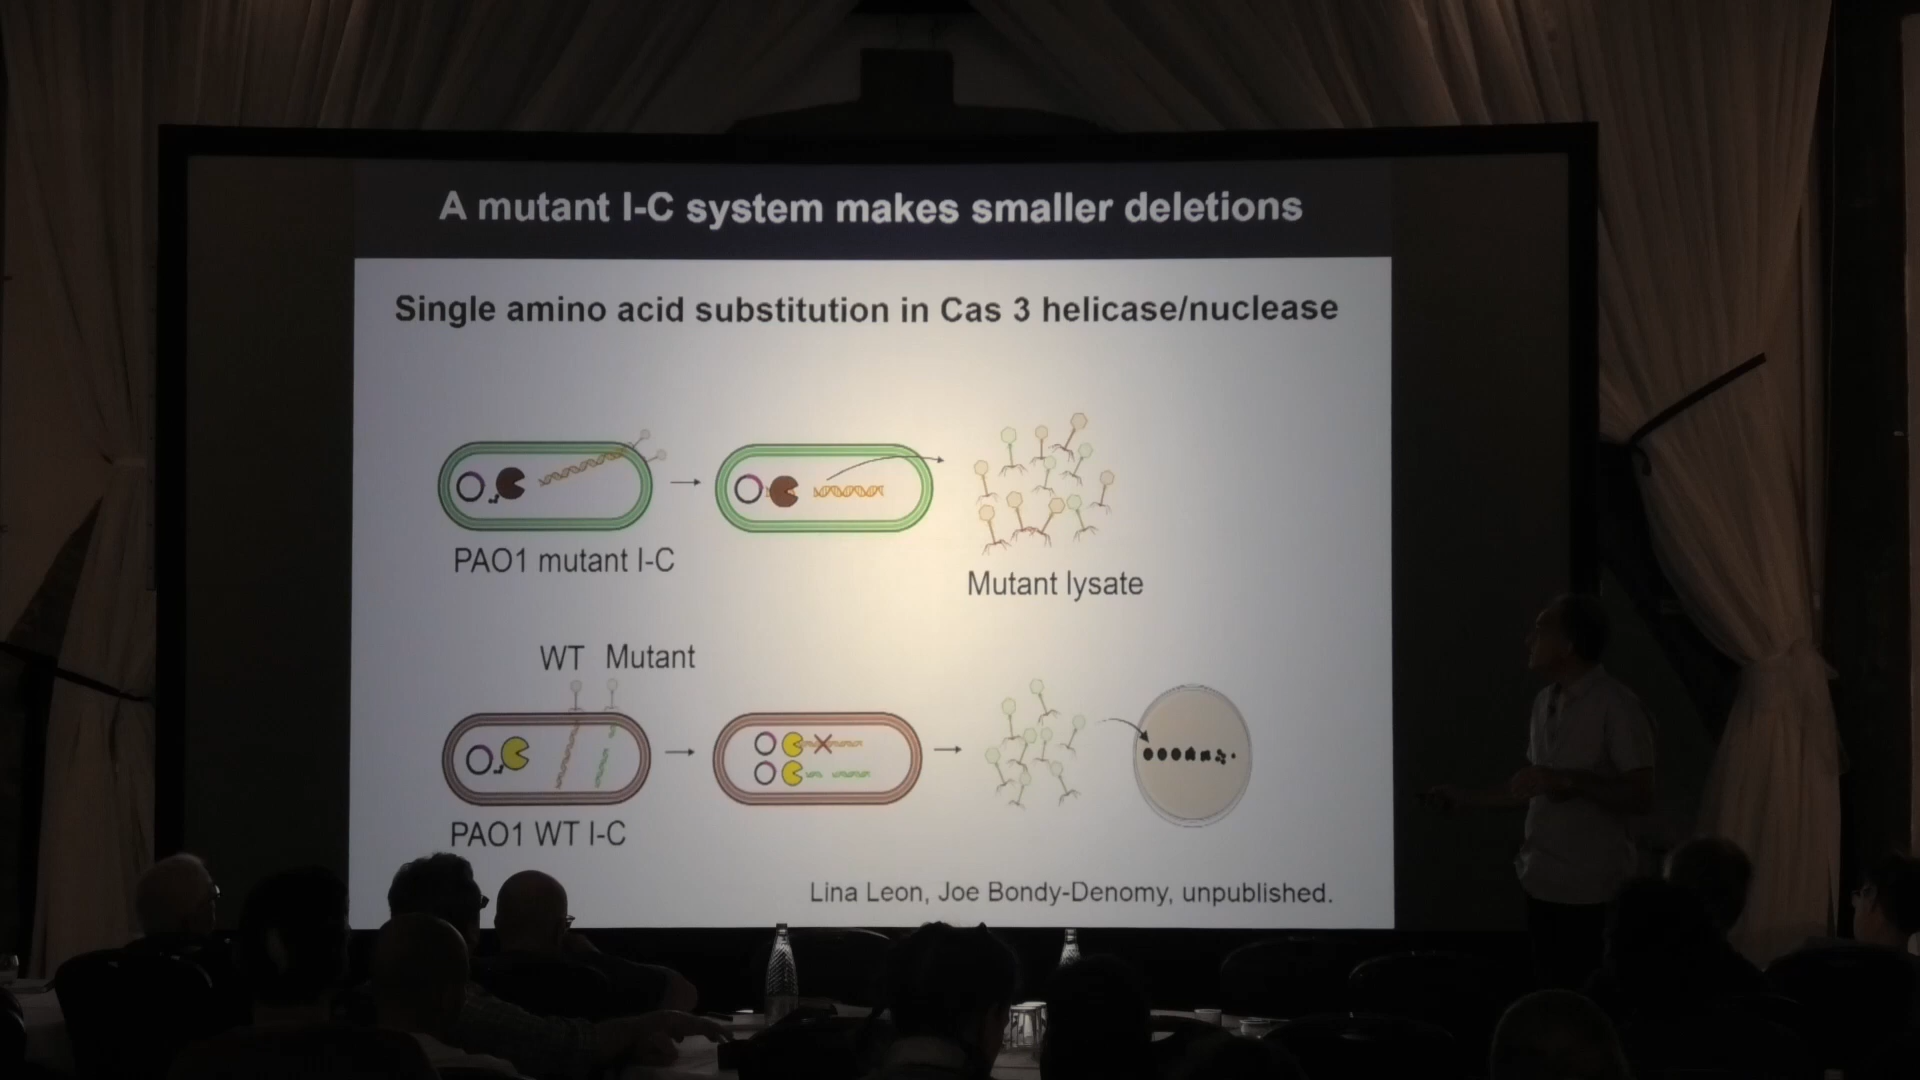 A mutant I-C system makes smaller deletions
Single amino acid substitution in Cas 3 helicase/nuclease
PAO1 mutant I-C
Mutant lysate
WT Mutant
PAO1 WT I-C
Lina Leon, Joe Bondy-Denomy, unpublished.